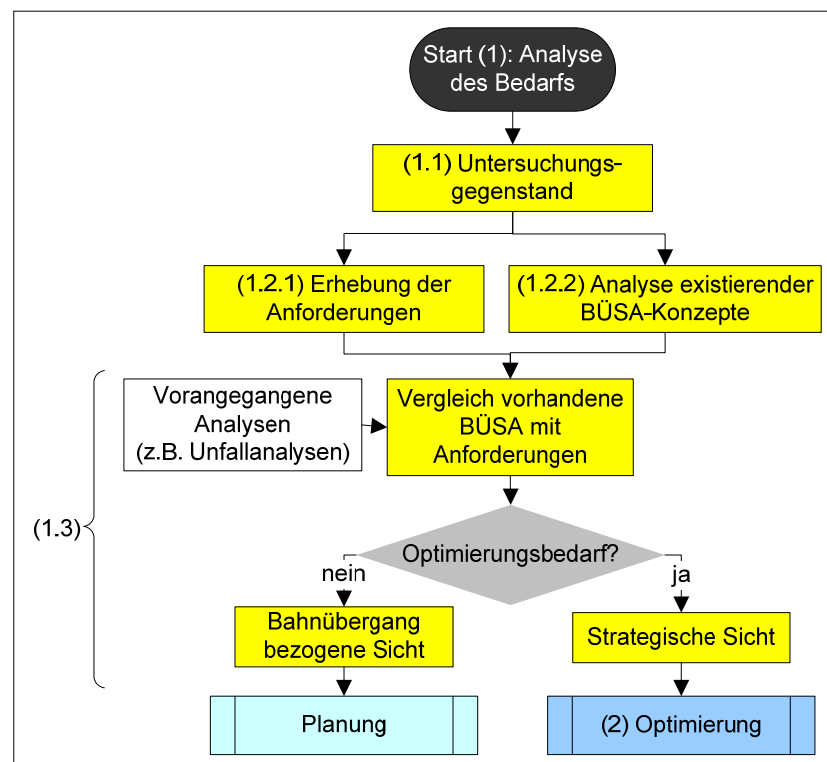 Start (1): Analyse
des Bedarfs
(1.1) Untersuchungs-
gegenstand
(1.2.1) Erhebung der
Anforderungen
(1.2.2) Analyse existierender
BÜSA-Konzepte
Vorangegangene
Analysen
(z.B. Unfallanalysen)
Vergleich vorhandene
BÜSA mit
Anforderungen
(1.3)
Optimierungsbedarf?
nein
ja
Bahnübergang
bezogene Sicht
Strategische Sicht
Planung
(2) Optimierung